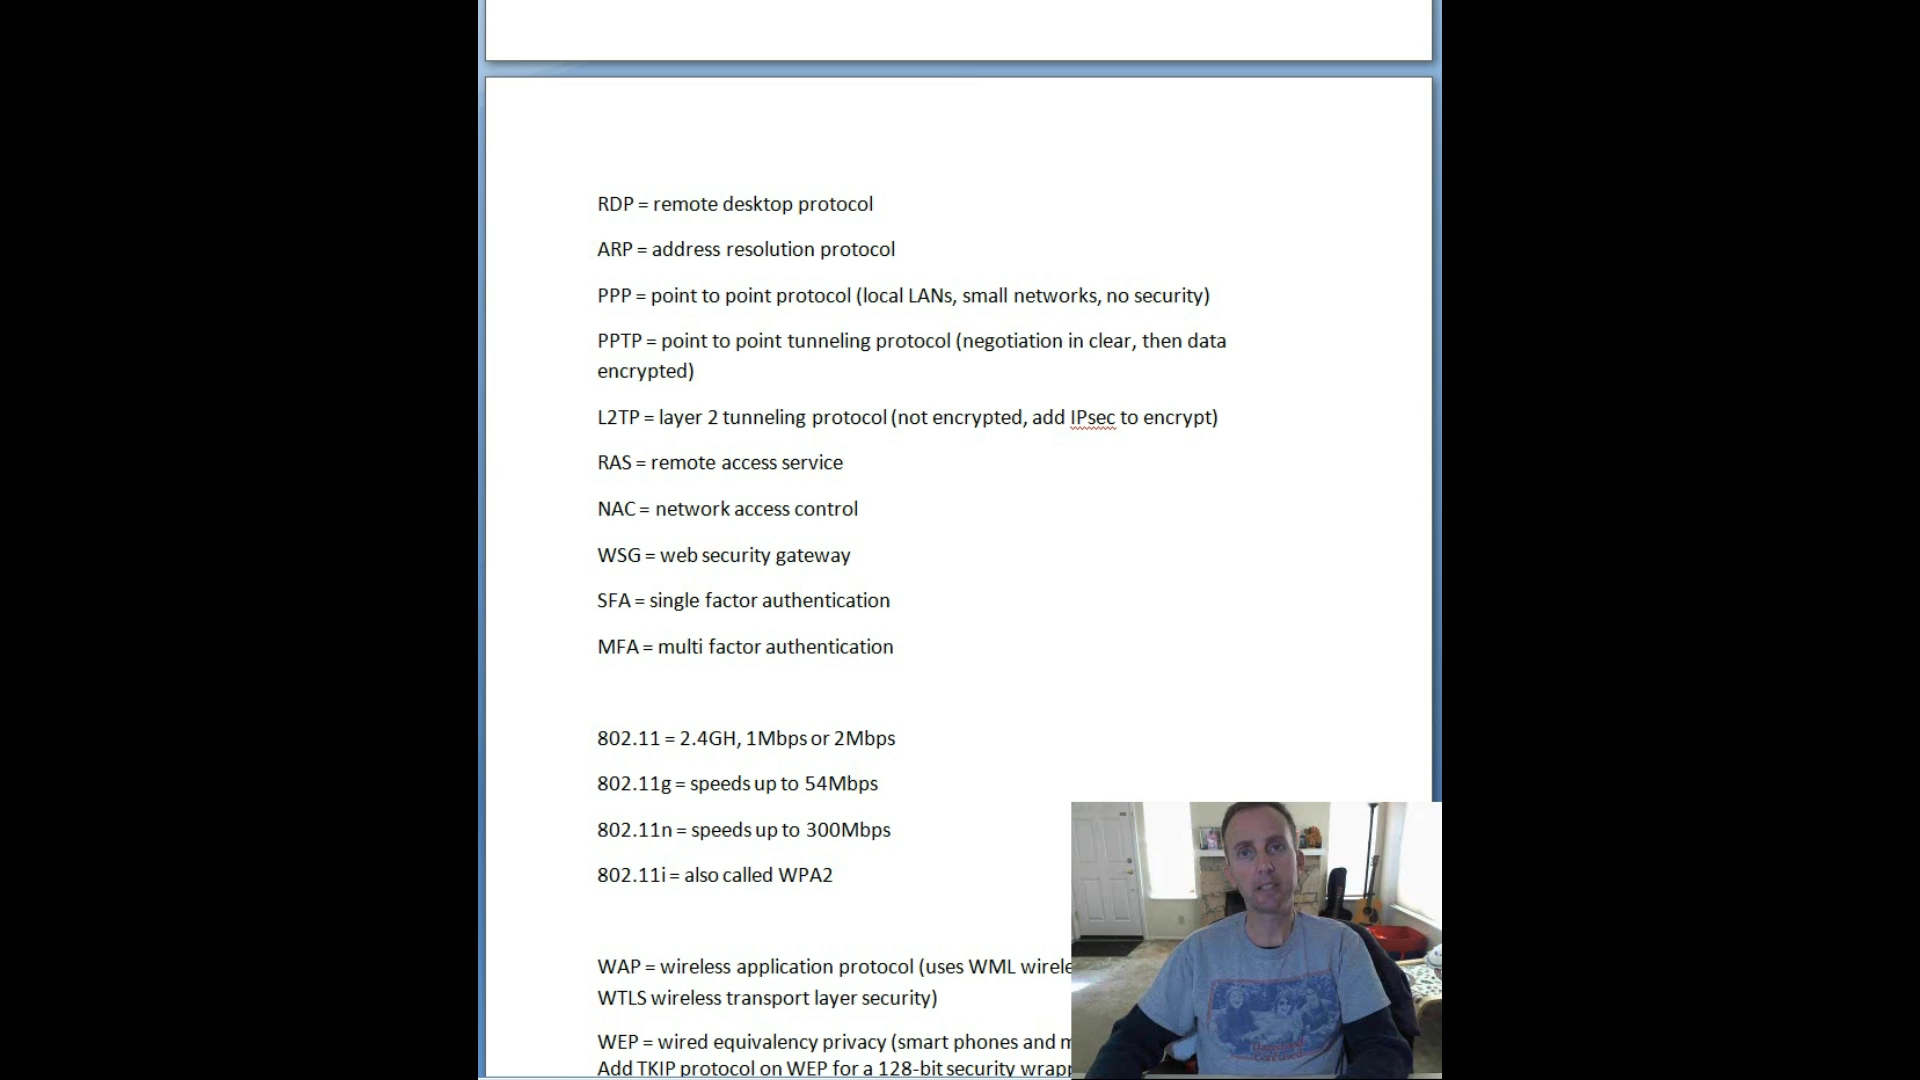 RDP = remote desktop protocol
ARP = address resolution protocol
PPP = point to point protocol (local LANs, small networks, no security)
PPTP = point to point tunneling protocol (negotiation in clear, then data
encrypted)
L2TP = layer 2 tunneling protocol (not encrypted, add IPsec to encrypt)
RAS = remote access service
NAC = network access control
WSG = web security gateway
SFA = single factor authentication
MFA = multi factor authentication
802.11 = 2.4GH, 1Mbps or 2Mbps
802.11g = speeds up to 54Mbps
802.11n = speeds up to 300Mbps
802.11i = also called WPA2
WAP = wireless application protocol (uses WML
WTLS wireless transport layer security)
WEP = wired equivalency privacy (smart phones and
Add TKIP protocol on WEP for a 128-bit security